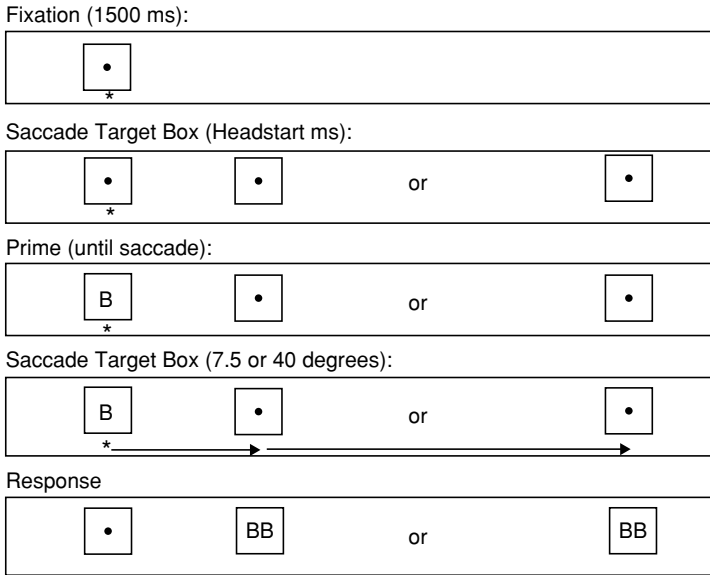 Fixation (1500 ms):
*
Saccade Target Box (Headstart ms):
or
*
Prime (until saccade):
B or
*
Saccade Target Box (7.5 or 40 degrees):
B or
*
Response
BB or BB